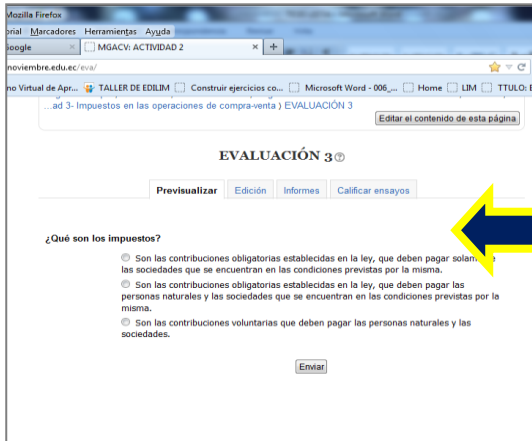 Mozilla Firefox
orial Marcadores Herramientas Ayuda
Google × MGACV: ACTIVIDAD 2 × +
noviembre.edu.ec/eva/
no Virtual de Apr... TALLER DE EDILIM Construir ejercicios co... Microsoft Word - 006_... Home LIM TTULO: E
...ad 3- Impuestos en las operaciones de compra-venta ) EVALUACIÓN 3
Editar el contenido de esta página
EVALUACIÓN 3
Previsualizar Edición Informes Calificar ensayos
¿Qué son los impuestos?
Son las contribuciones obligatorias establecidas en la ley, que deben pagar solam e
las sociedades que se encuentran en las condiciones previstas por la misma.
Son las contribuciones obligatorias establecidas en la ley, que deben pagar las
personas naturales y las sociedades que se encuentran en las condiciones previstas por la
misma.
Son las contribuciones voluntarias que deben pagar las personas naturales y las
sociedades.
Enviar